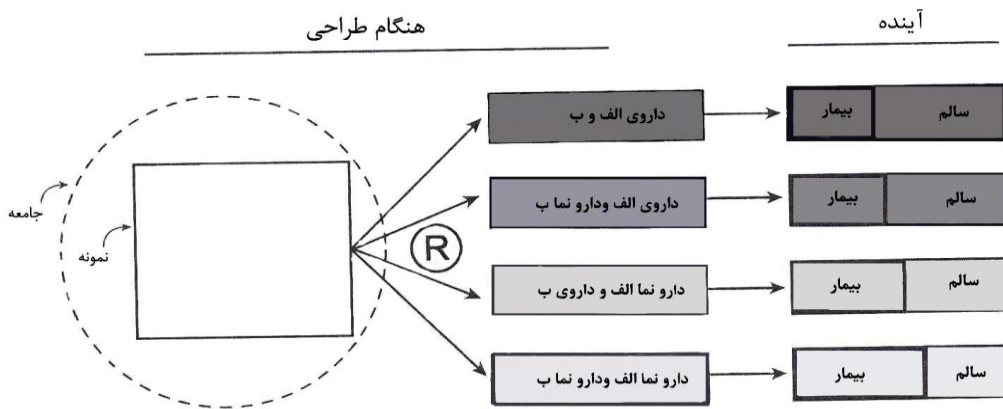 هنگام طراحی
آینده
جامعه
نمونه
R
داروی الف و ب
بیمار
سالم
داروی الف ودارو نما ب
بیمار
سالم
دارو نما الف و داروی ب
بیمار
سالم
دارو نما الف ودارو نما ب
بیمار
سالم